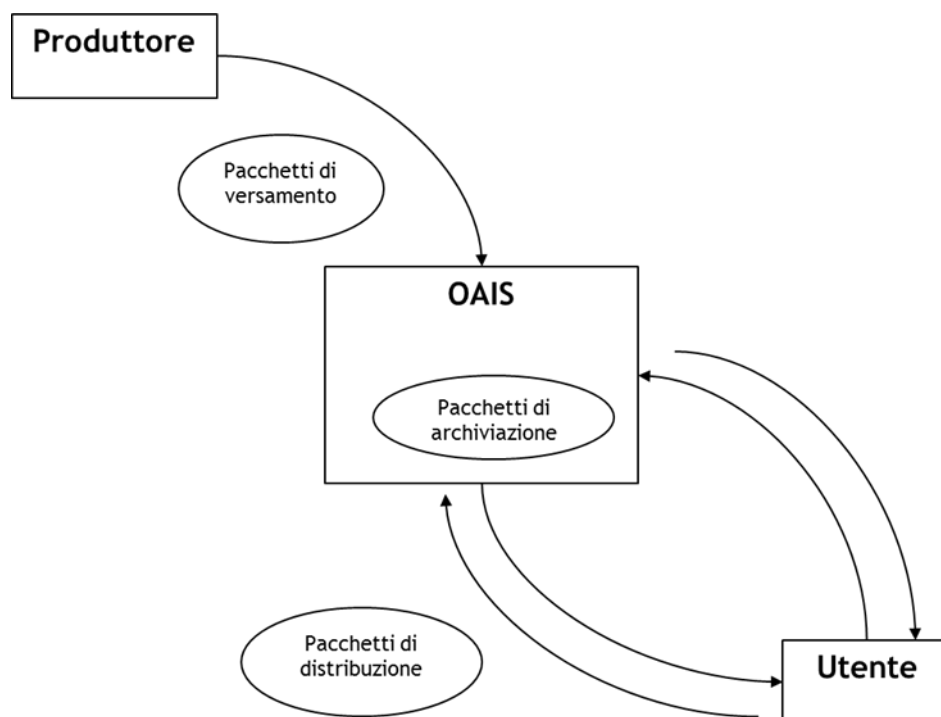 Produttore
Pacchetti di
versamento
OAIS
Pacchetti di
archiviazione
Pacchetti di
distribuzione
Utente